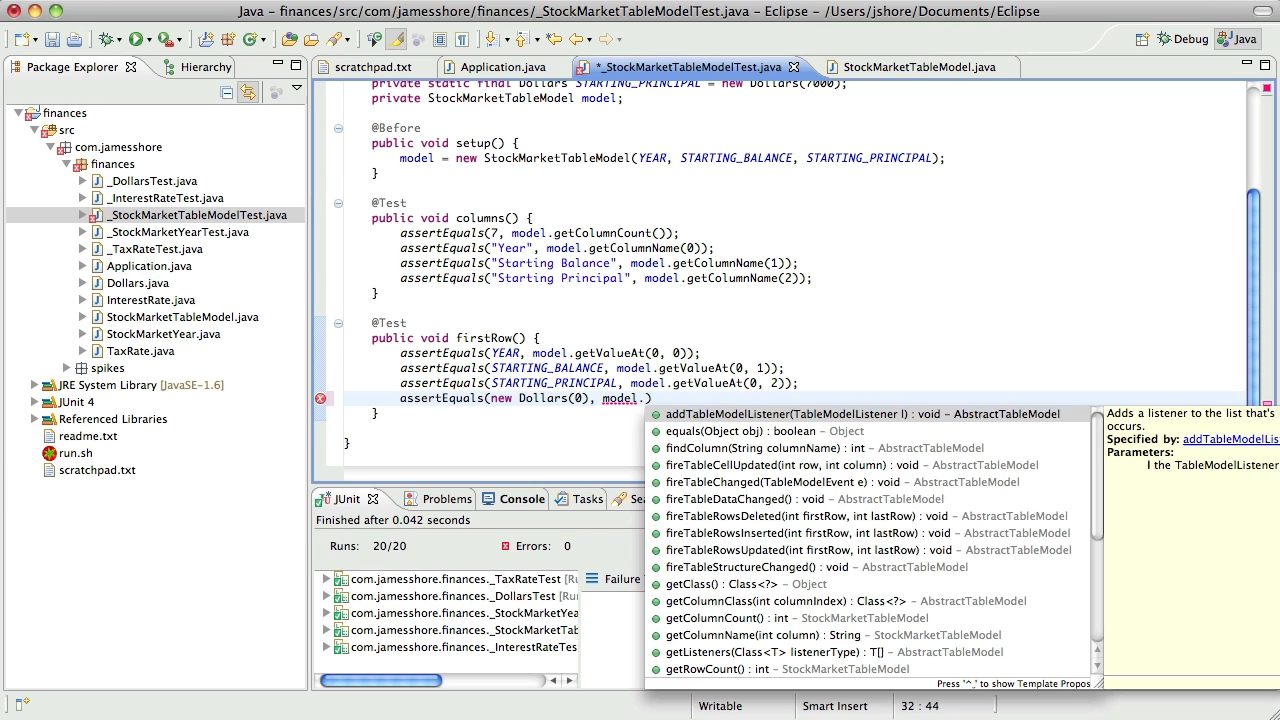 Java – finances/src/com/jamesshore/finances/_StockMarketTableModelTest.java – Eclipse – /Users/jshore/Documents/Eclipse
Debug
Java
Package Explorer
Hierarchy
scratchpad.txt
Application.java
*_StockMarketTableModelTest.java
StockMarketTableModel.java
finances
src
com.jamesshore
finances
_DollarsTest.java
_InterestRateTest.java
_StockMarketTableModelTest.java
_StockMarketYearTest.java
_TaxRateTest.java
Application.java
Dollars.java
InterestRate.java
StockMarketTableModel.java
StockMarketYear.java
TaxRate.java
spikes
JRE System Library [JavaSE-1.6]
JUnit 4
Referenced Libraries
readme.txt
run.sh
scratchpad.txt
private static final Dollars STARTING_PRINCIPAL = new Dollars(7000);
private StockMarketTableModel model;
@Before
public void setup() {
model = new StockMarketTableModel(YEAR, STARTING_BALANCE, STARTING_PRINCIPAL);
}
@Test
public void columns() {
assertEquals(7, model.getColumnCount());
assertEquals("Year", model.getColumnName(0));
assertEquals("Starting Balance", model.getColumnName(1));
assertEquals("Starting Principal", model.getColumnName(2));
}
@Test
public void firstRow() {
assertEquals(YEAR, model.getValueAt(0, 0));
assertEquals(STARTING_BALANCE, model.getValueAt(0, 1));
assertEquals(STARTING_PRINCIPAL, model.getValueAt(0, 2));
assertEquals(new Dollars(0), model.)
}
}
addTableModelListener(TableModelListener l) : void – AbstractTableModel
equals(Object obj) : boolean – Object
findColumn(String columnName) : int – AbstractTableModel
fireTableCellUpdated(int row, int column) : void – AbstractTableModel
fireTableChanged(TableModelEvent e) : void – AbstractTableModel
fireTableDataChanged() : void – AbstractTableModel
fireTableRowsDeleted(int firstRow, int lastRow) : void – AbstractTableModel
fireTableRowsInserted(int firstRow, int lastRow) : void – AbstractTableModel
fireTableRowsUpdated(int firstRow, int lastRow) : void – AbstractTableModel
fireTableStructureChanged() : void – AbstractTableModel
getClass() : Class<?> – Object
getColumnClass(int columnIndex) : Class<?> – AbstractTableModel
getColumnCount() : int – StockMarketTableModel
getColumnName(int column) : String – StockMarketTableModel
getListeners(Class<T> listenerType) : T[] – AbstractTableModel
getRowCount() : int – StockMarketTableModel
Press '^.' to show Template Propos
Adds a listener to the list that's
occurs.
Specified by: addTableModelLis
Parameters:
l the TableModelListener
JUnit
Problems
Console
Tasks
Se
Finished after 0.042 seconds
Runs: 20/20
Errors: 0
com.jamesshore.finances._TaxRateTest [Ru
com.jamesshore.finances._DollarsTest [Run
com.jamesshore.finances._StockMarketYea
com.jamesshore.finances._StockMarketTab
com.jamesshore.finances._InterestRateTes
Failure
Writable
Smart Insert
32 : 44